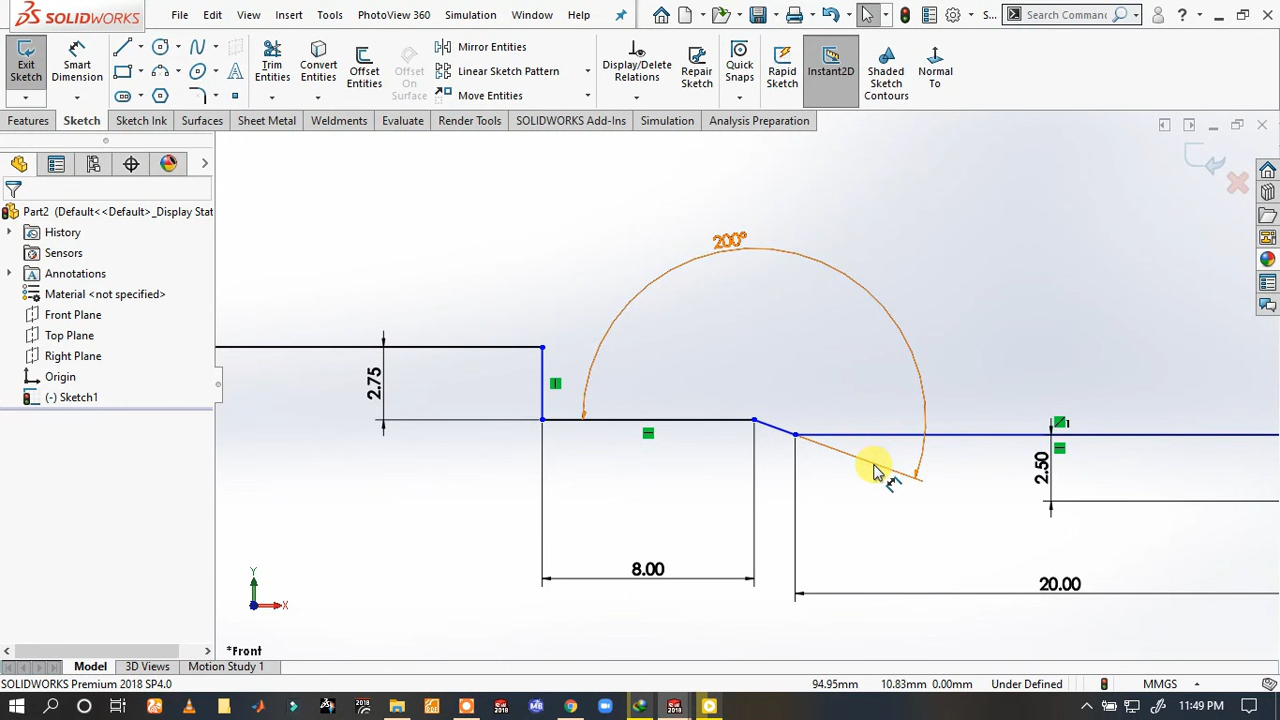 SOLIDWORKS File Edit View Insert Tools PhotoView 360 Simulation Window Help S... Search Commands ?
Exit Sketch
Smart Dimension
Trim Entities
Convert Entities
Offset Entities
Offset On Surface
Mirror Entities
Linear Sketch Pattern
Move Entities
Display/Delete Relations
Repair Sketch
Quick Snaps
Rapid Sketch
Instant2D
Shaded Sketch Contours
Normal To
Features Sketch Sketch Ink Surfaces Sheet Metal Weldments Evaluate Render Tools SOLIDWORKS Add-Ins Simulation Analysis Preparation
Part2 (Default<<Default>_Display Stat
History
Sensors
Annotations
Material <not specified>
Front Plane
Top Plane
Right Plane
Origin
(-) Sketch1
200°
2.75
1
2.50
8.00
20.00
Y
X
*Front
Model 3D Views Motion Study 1
SOLIDWORKS Premium 2018 SP4.0 94.95mm 10.83mm 0.00mm Under Defined MMGS
11:49 PM